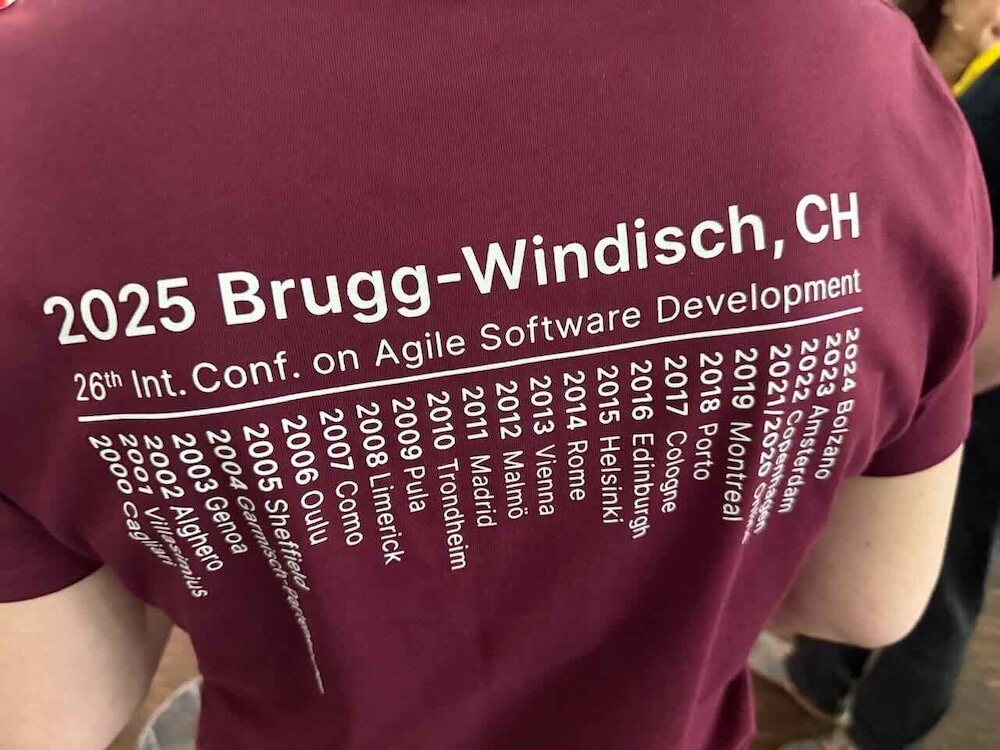 2025 Brugg-Windisch, CH
26th Int. Conf. on Agile Software Development
2024 Bolzano
2023 Amsterdam
2022 Copenhagen
2021/2020
2019 Montreal
2018 Porto
2017 Cologne
2016 Edinburgh
2015 Helsinki
2014 Rome
2013 Vienna
2012 Malmö
2011 Madrid
2010 Trondheim
2009 Pula
2008 Limerick
2007 Como
2006 Oulu
2005 Sheffield
2004
2003 Genoa
2002 Alghero
2001 Villasimius
2000 Cagliari